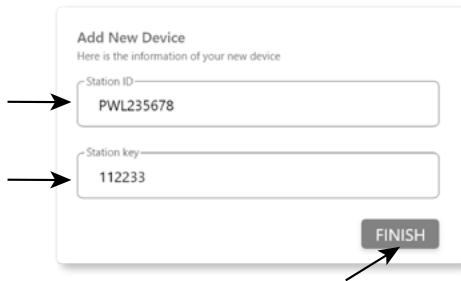 Add New Device
Here is the information of your new device
Station ID
PWL235678
Station key
112233
FINISH